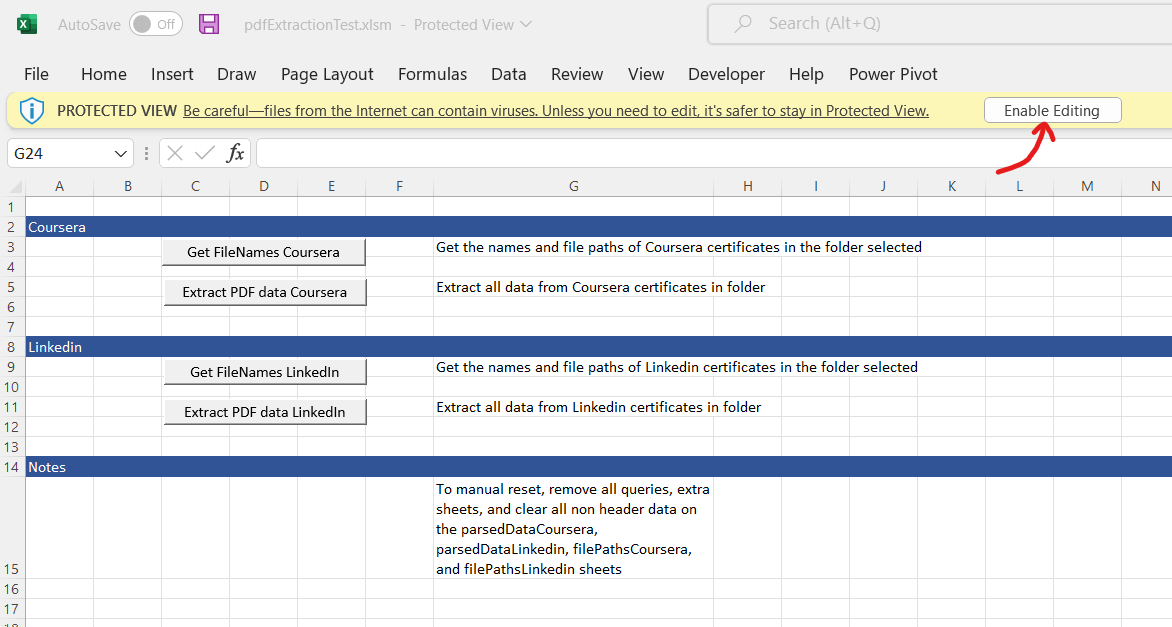 AutoSave Off pdfExtractionTest.xlsm - Protected View Search (Alt+Q)
File Home Insert Draw Page Layout Formulas Data Review View Developer Help Power Pivot
PROTECTED VIEW Be careful—files from the Internet can contain viruses. Unless you need to edit, it's safer to stay in Protected View. Enable Editing
G24 fx
A B C D E F G H I J K L M N
1
2 Coursera
3 Get FileNames Coursera Get the names and file paths of Coursera certificates in the folder selected
4
5 Extract PDF data Coursera Extract all data from Coursera certificates in folder
6
7
8 Linkedin
9 Get FileNames LinkedIn Get the names and file paths of Linkedin certificates in the folder selected
10
11 Extract PDF data LinkedIn Extract all data from Linkedin certificates in folder
12
13
14 Notes
To manual reset, remove all queries, extra
sheets, and clear all non header data on
the parsedDataCoursera,
parsedDataLinkedin, filePathsCoursera,
15 and filePathsLinkedin sheets
16
17